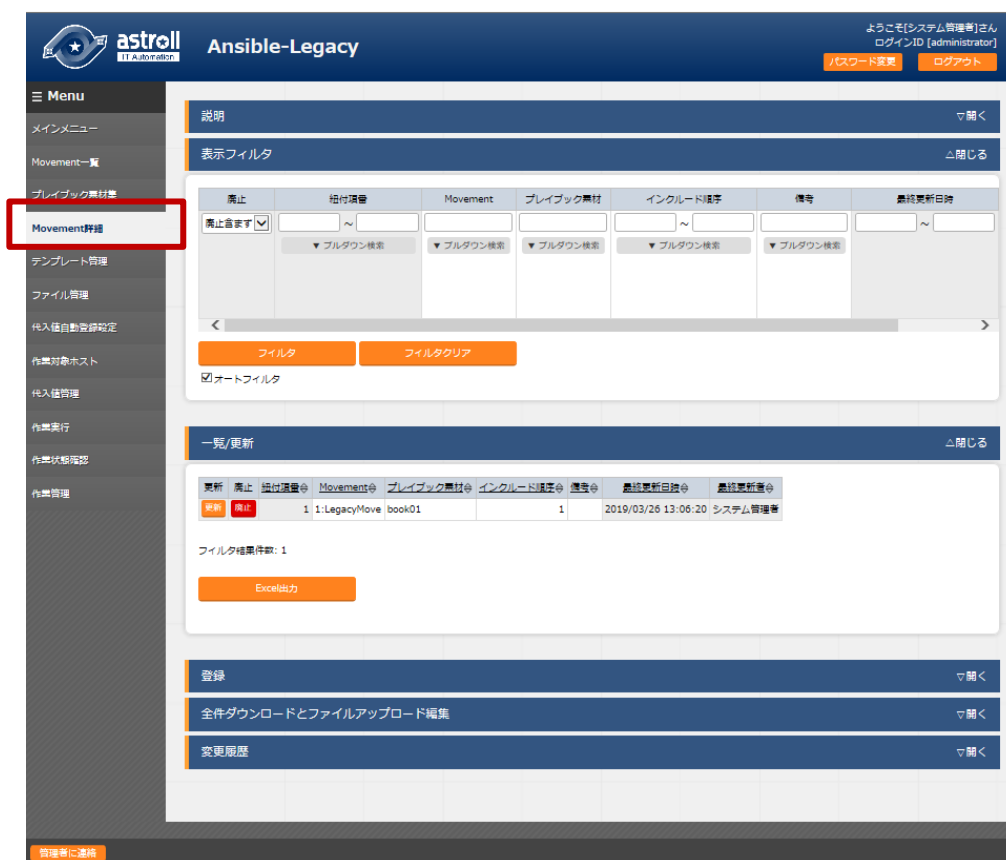 astroll
IT Automation
Ansible-Legacy
ようこそ[システム管理者]さん
ログインID [administrator]
パスワード変更 ログアウト
☰ Menu
メインメニュー
Movement一覧
プレイブック素材集
Movement詳細
テンプレート管理
ファイル管理
代入値自動登録設定
作業対象ホスト
代入値管理
作業実行
作業状態確認
作業管理
説明 ▽開く
表示フィルタ △閉じる
廃止 紐付項番 Movement プレイブック素材 インクルード順序 備考 最終更新日時
廃止含まず ~ ~ ~
▼ プルダウン検索 ▼ プルダウン検索 ▼ プルダウン検索 ▼ プルダウン検索 ▼ プルダウン検索
フィルタ フィルタクリア
オートフィルタ
一覧/更新 △閉じる
更新 廃止 紐付項番 Movement プレイブック素材 インクルード順序 備考 最終更新日時 最終更新者
更新 廃止 1 1:LegacyMove book01 1 2019/03/26 13:06:20 システム管理者
フィルタ結果件数: 1
Excel出力
登録 ▽開く
全件ダウンロードとファイルアップロード編集 ▽開く
変更履歴 ▽開く
管理者に連絡